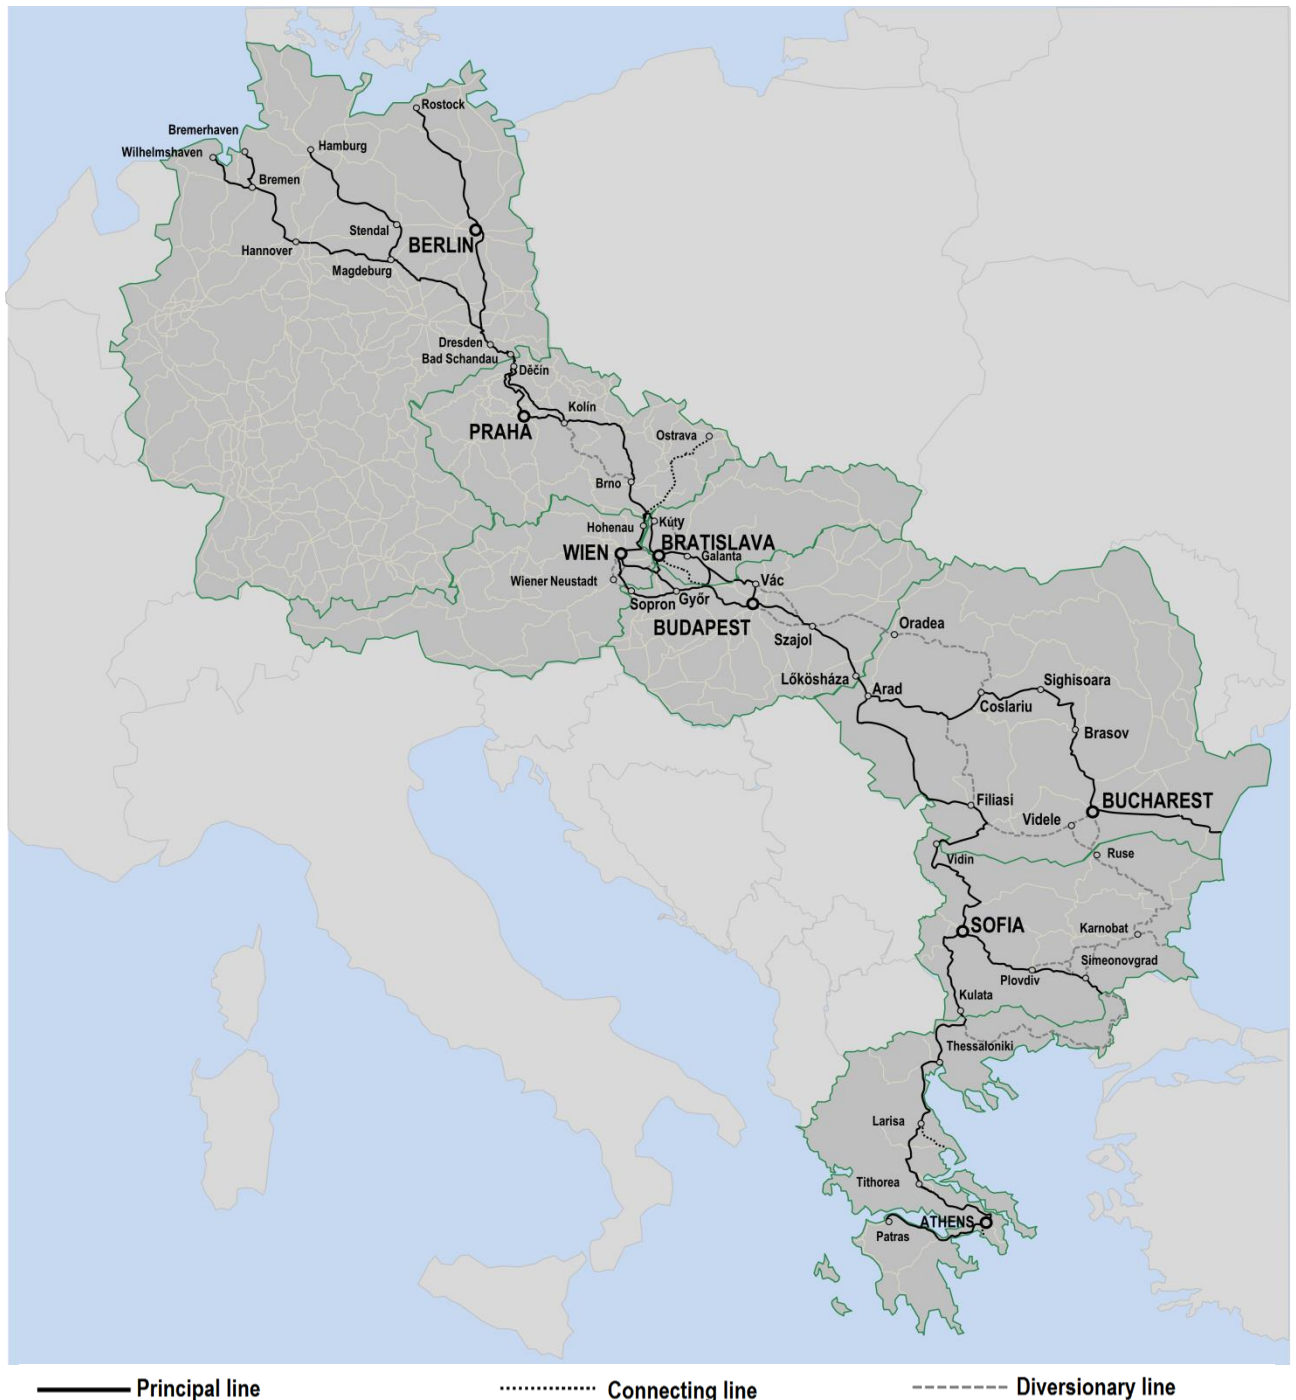 Rostock
Bremerhaven
Hamburg
Wilhelmshaven
Bremen
Stendal
BERLIN
Hannover
Magdeburg
Dresden
Bad Schandau
Děčín
Kolín
PRAHA
Ostrava
Brno
Hohenau
Kúty
WIEN
BRATISLAVA
Galanta
Wiener Neustadt
Vác
Sopron
Győr
BUDAPEST
Szajol
Oradea
Lőkösháza
Arad
Sighisoara
Coslariu
Brasov
Filiasi
BUCHAREST
Videle
Vidin
Ruse
SOFIA
Karnobat
Simeonovgrad
Plovdiv
Kulata
Thessaloniki
Larisa
Tithorea
ATHENS
Patras
Principal line
Connecting line
Diversionary line